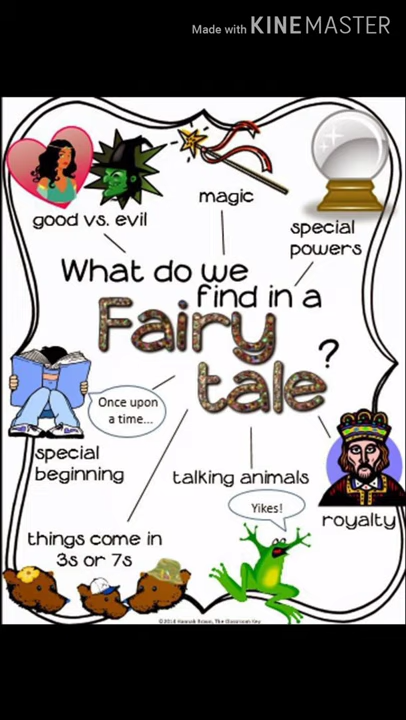 Made with KINEMASTER
good vs. evil
magic
special
powers
What do we
find in a
Fairy
tale?
Once upon
a time...
special
beginning
talking animals
Yikes!
royalty
things come in
3s or 7s